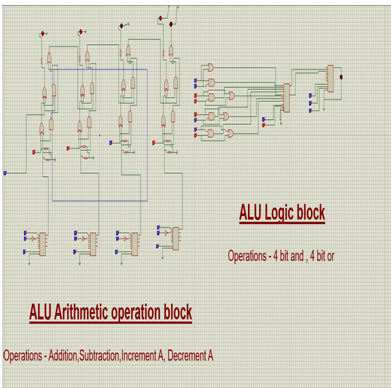 ALU Logic block
Operations - 4 bit and , 4 bit or
ALU Arithmetic operation block
Operations - Addition,Subtraction,Increment A, Decrement A